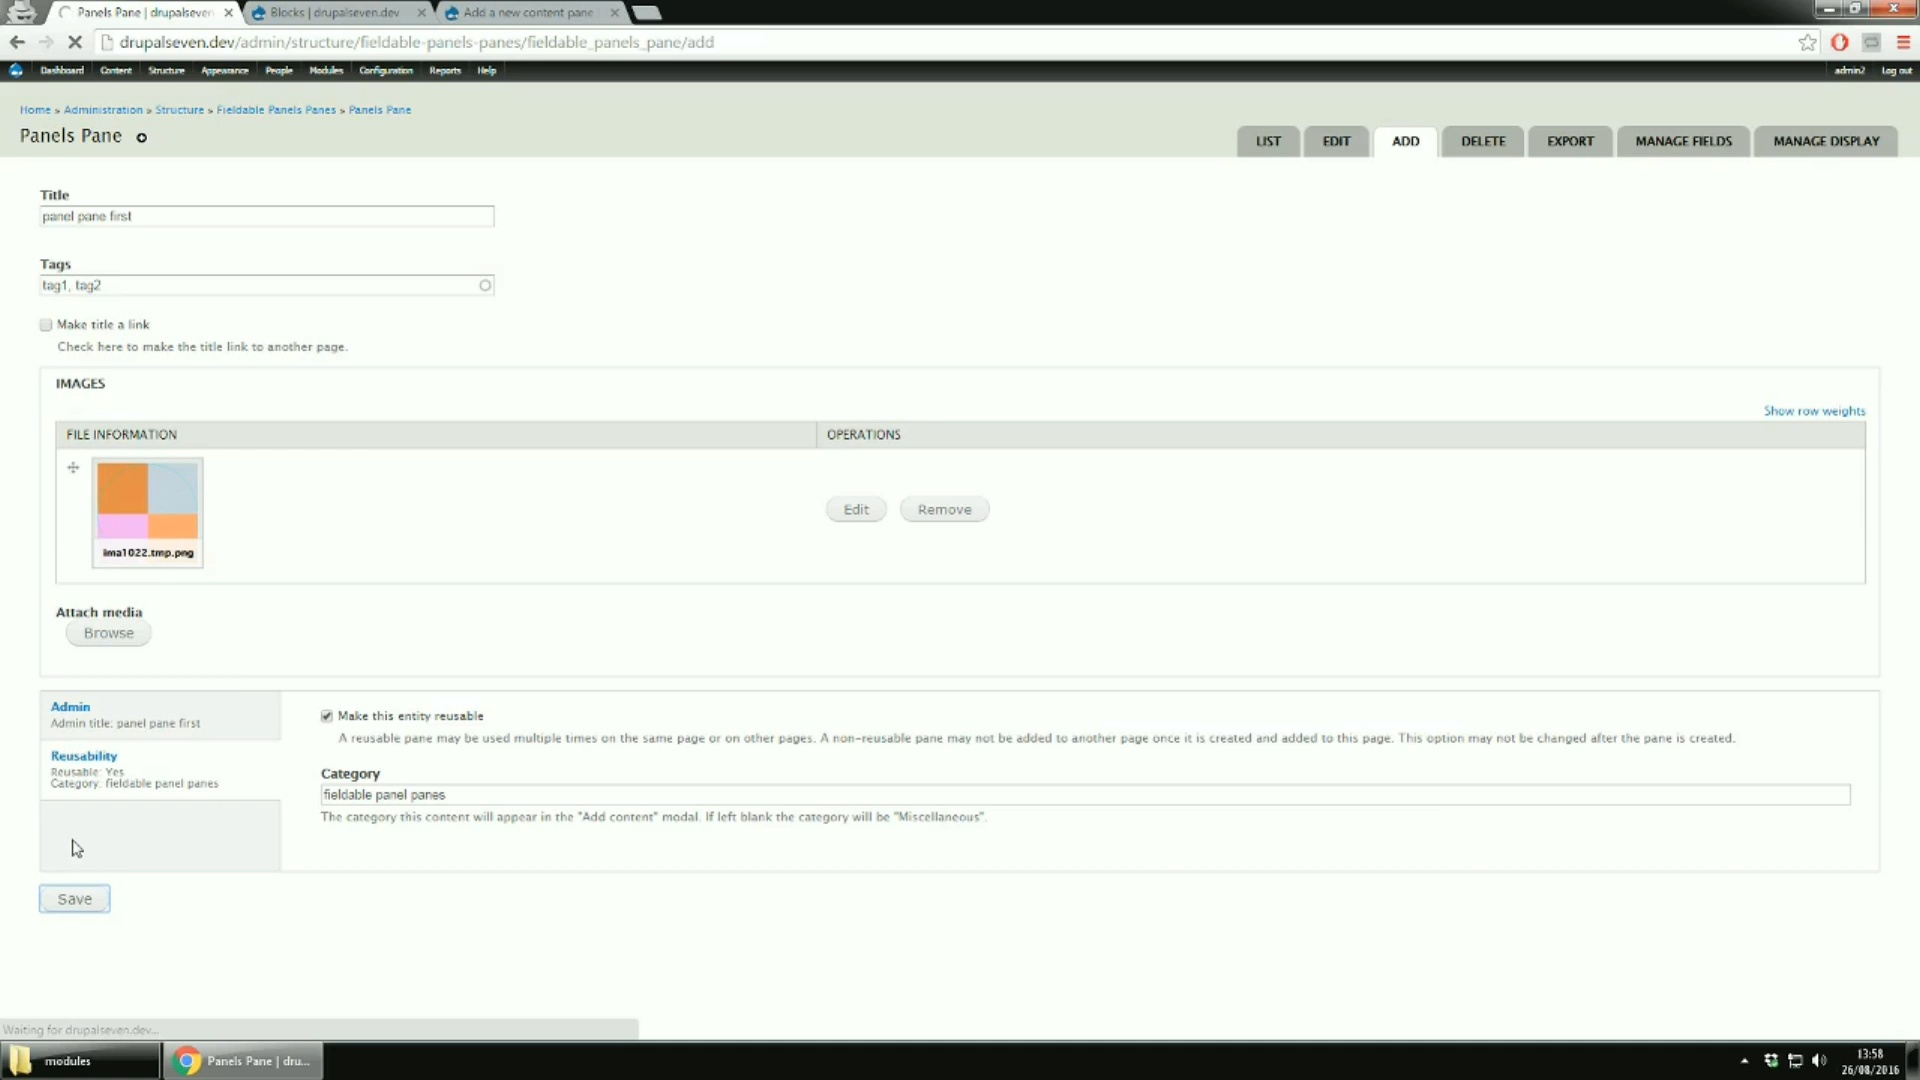 Panels Pane | drupalseven
Blocks | drupalseven.dev
Add a new content pane
drupalseven.dev/admin/structure/fieldable-panels-panes/fieldable_panels_pane/add
Dashboard Content Structure Appearance People Modules Configuration Reports Help
admin2 Log out
Home » Administration » Structure » Fieldable Panels Panes » Panels Pane
Panels Pane
LIST EDIT ADD DELETE EXPORT MANAGE FIELDS MANAGE DISPLAY
Title
panel pane first
Tags
tag1, tag2
Make title a link
Check here to make the title link to another page.
IMAGES
Show row weights
FILE INFORMATION OPERATIONS
ima1022.tmp.png
Edit Remove
Attach media
Browse
Admin
Admin title: panel pane first
Reusability
Reusable: Yes
Category: fieldable panel panes
Make this entity reusable
A reusable pane may be used multiple times on the same page or on other pages. A non-reusable pane may not be added to another page once it is created and added to this page. This option may not be changed after the pane is created.
Category
fieldable panel panes
The category this content will appear in the "Add content" modal. If left blank the category will be "Miscellaneous".
Save
Waiting for drupalseven.dev...
modules
Panels Pane | dru...
13:58
26/08/2016